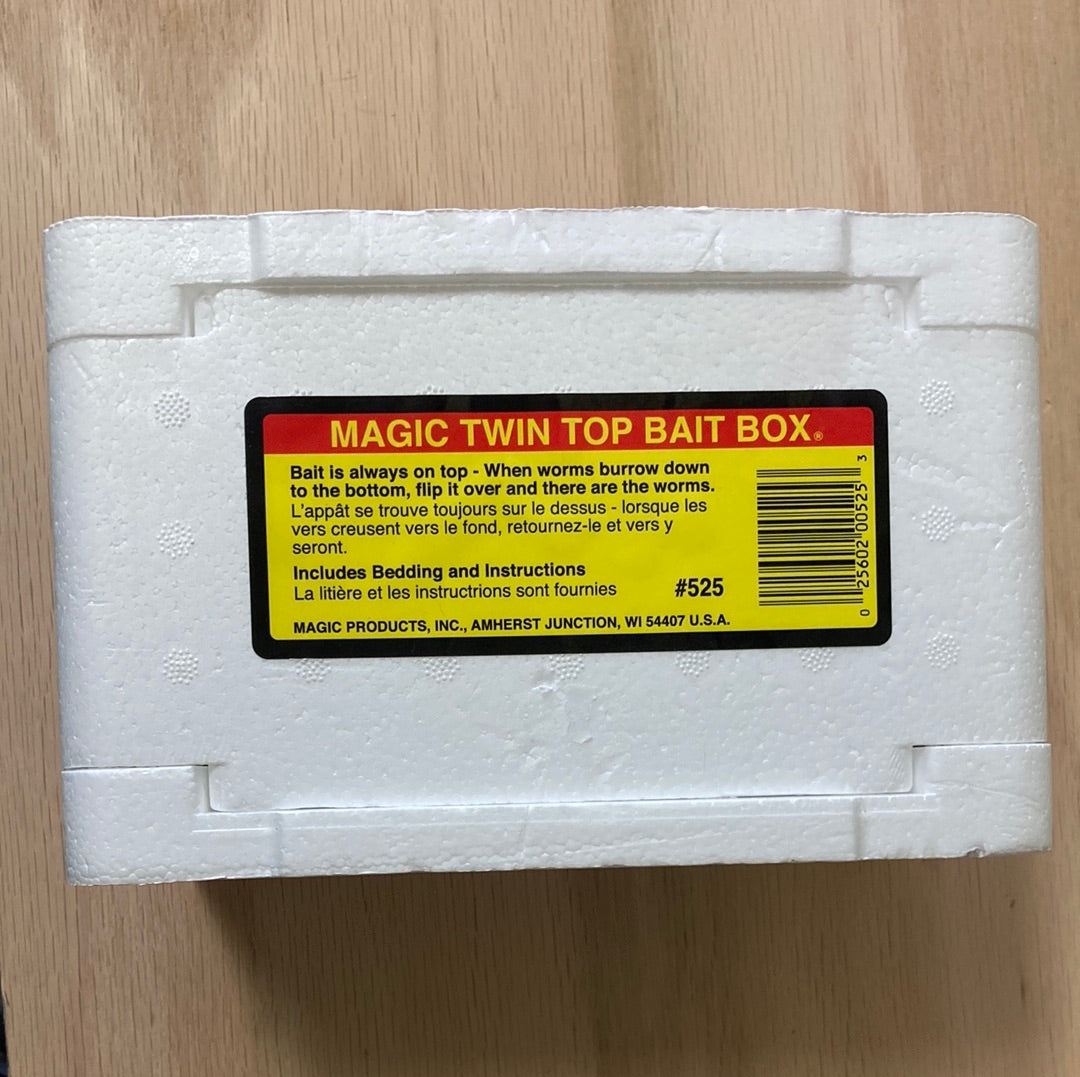 MAGIC TWIN TOP BAIT BOX®
Bait is always on top - When worms burrow down
to the bottom, flip it over and there are the worms.
L'appât se trouve toujours sur le dessus - lorsque les
vers creusent vers le fond, retournez-le et vers y
seront.
Includes Bedding and Instructions
La litière et les instructrions sont fournies
#525
MAGIC PRODUCTS, INC., AMHERST JUNCTION, WI 54407 U.S.A.
0 25602 00525 3